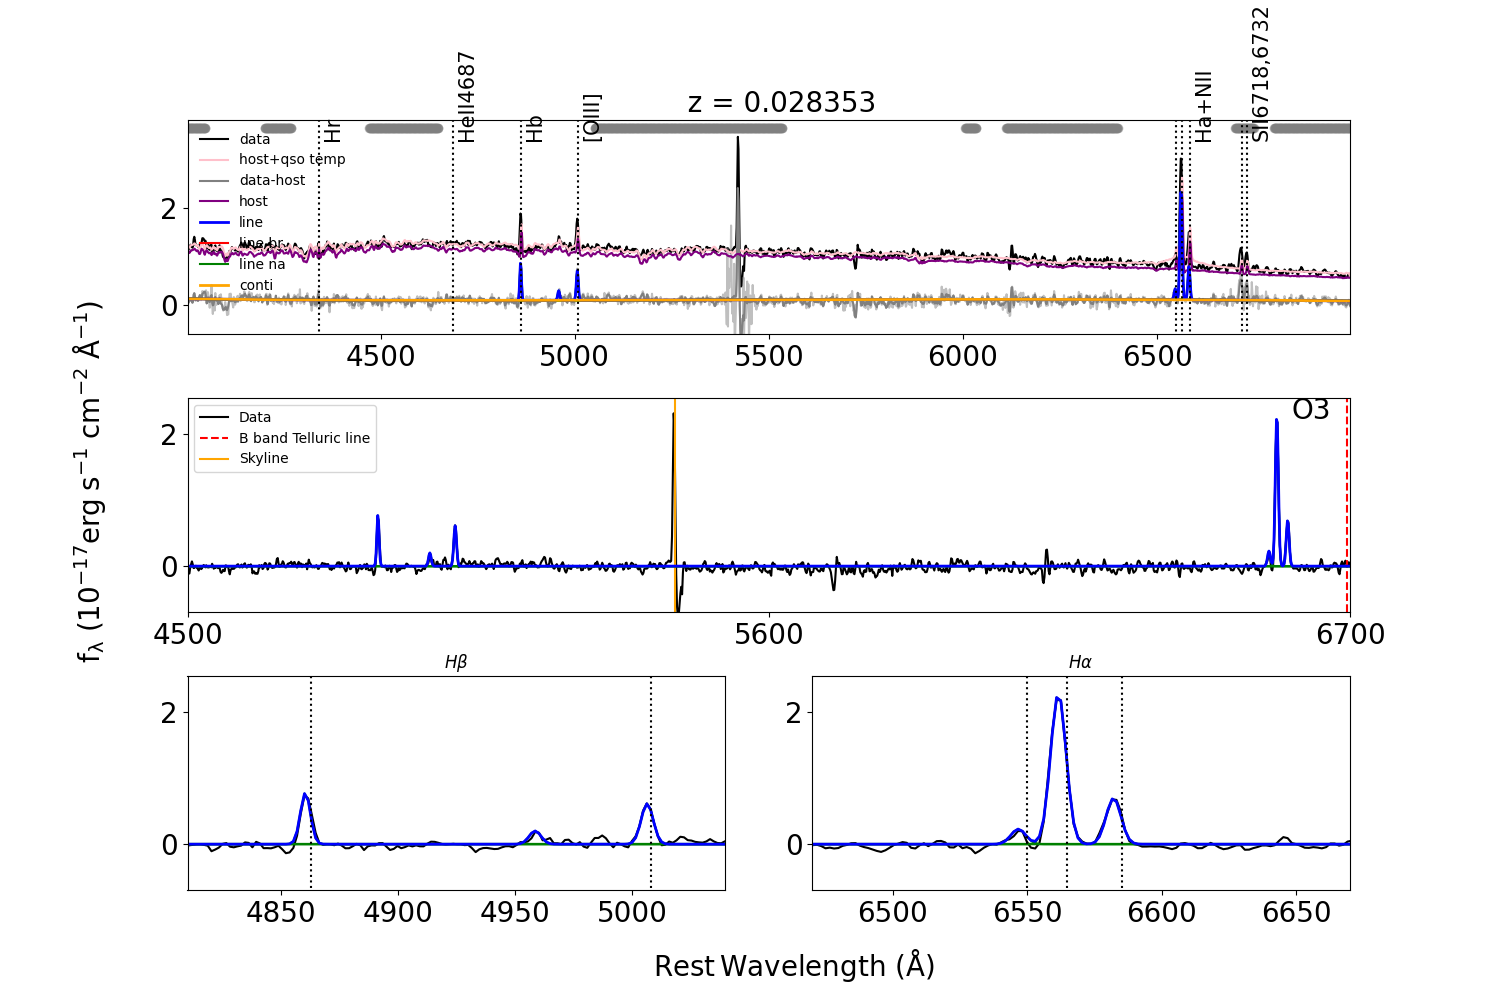 z = 0.028353
Hr
HeII4687
Hb
[OIII]
Ha+NII
SII6718,6732
data
host+qso temp
data-host
host
line
line br
line na
conti
2
0
4500 5000 5500 6000 6500
O3
Data
B band Telluric line
Skyline
2
0
4500 5600 6700
fλ (10⁻¹⁷erg s⁻¹ cm⁻² Å⁻¹)
Hβ
2
0
4850 4900 4950 5000
Hα
2
0
6500 6550 6600 6650
Rest Wavelength (Å)